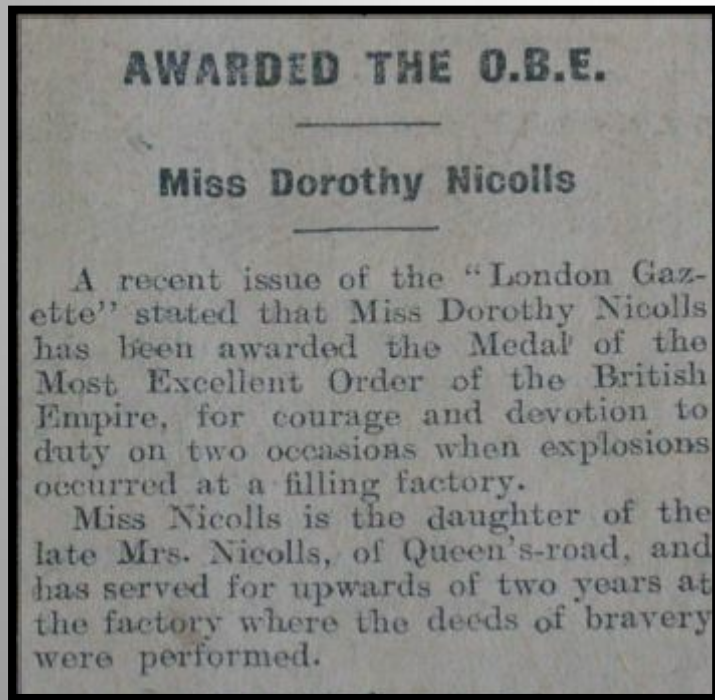 AWARDED THE O.B.E.
Miss Dorothy Nicolls
A recent issue of the "London Gaz-
ette" stated that Miss Dorothy Nicolls
has been awarded the Medal of the
Most Excellent Order of the British
Empire, for courage and devotion to
duty on two occasions when explosions
occurred at a filling factory.
Miss Nicolls is the daughter of the
late Mrs. Nicolls, of Queen's-road, and
has served for upwards of two years at
the factory where the deeds of bravery
were performed.